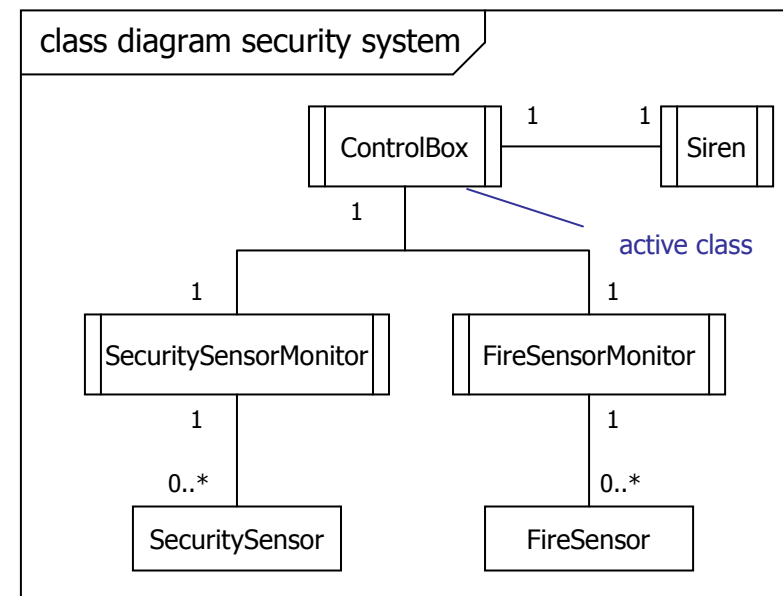 class diagram security system
1 1
ControlBox Siren
1
active class
1 1
SecuritySensorMonitor FireSensorMonitor
1 1
0..* 0..*
SecuritySensor FireSensor